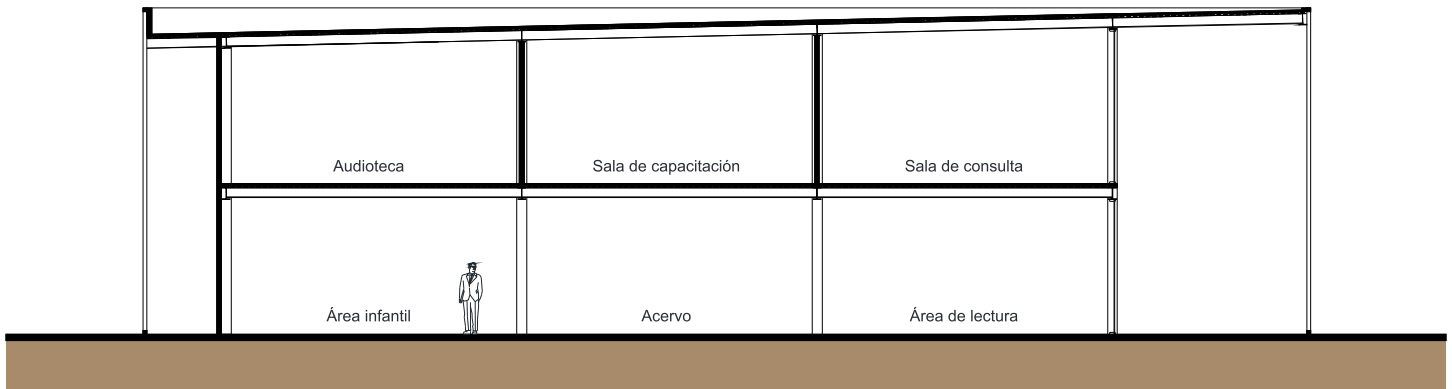 Audioteca
Sala de capacitación
Sala de consulta
Área infantil
Acervo
Área de lectura